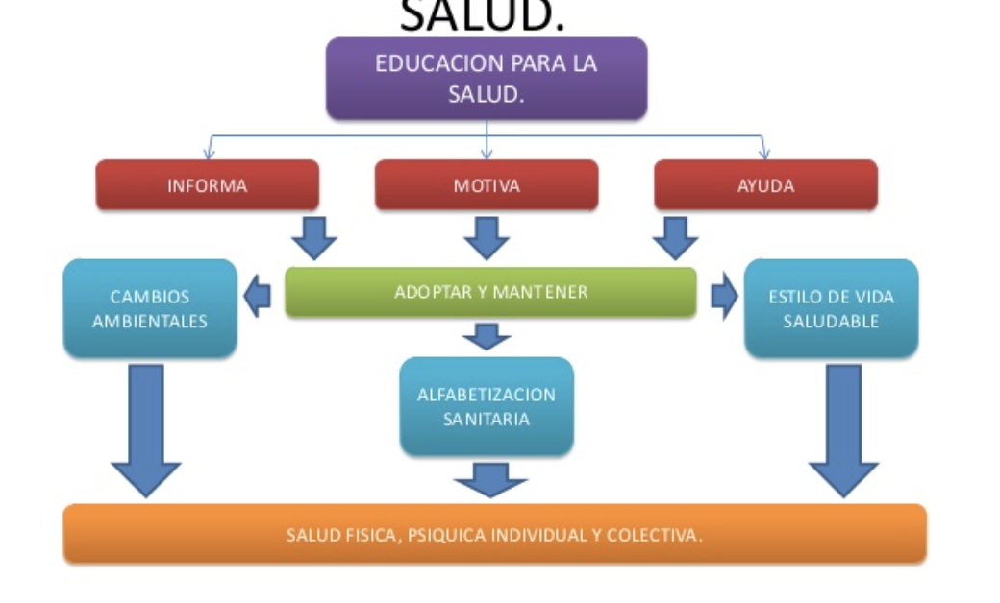 SALUD.
EDUCACION PARA LA
SALUD.
INFORMA
MOTIVA
AYUDA
CAMBIOS
AMBIENTALES
ADOPTAR Y MANTENER
ESTILO DE VIDA
SALUDABLE
ALFABETIZACION
SANITARIA
SALUD FISICA, PSIQUICA INDIVIDUAL Y COLECTIVA.